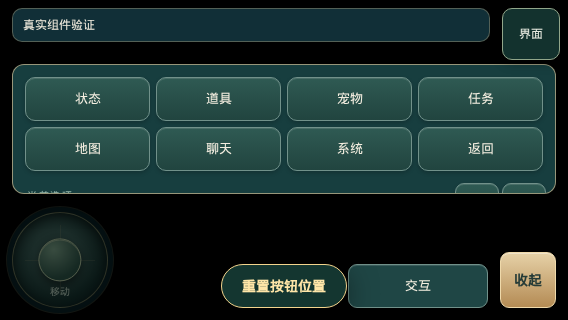 真实组件验证
界面
状态
道具
宠物
任务
地图
聊天
系统
返回
移动
重置按钮位置
交互
收起